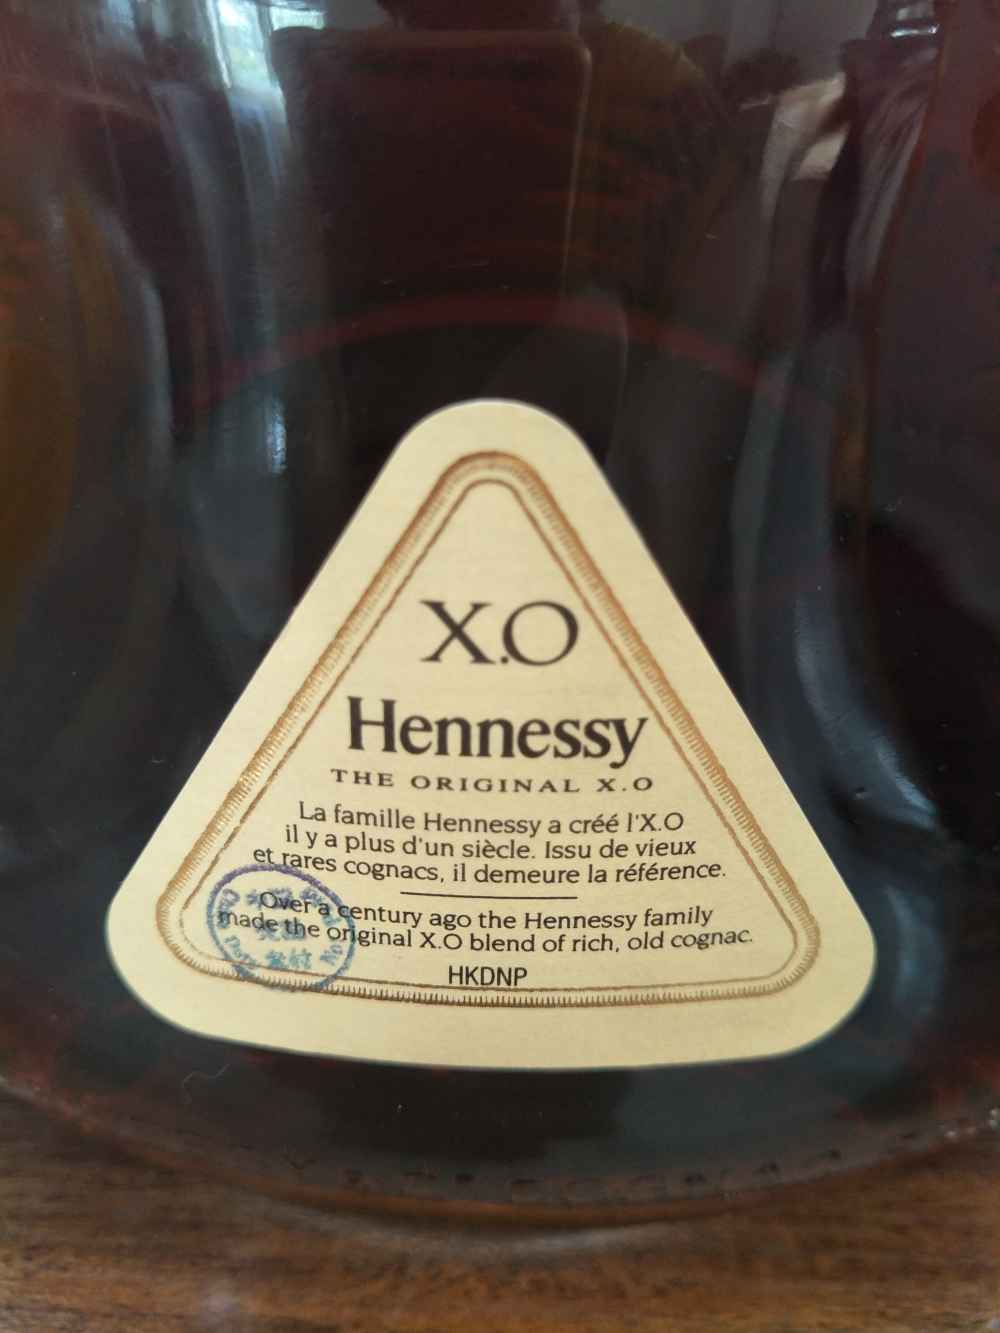 X.O
Hennessy
THE ORIGINAL X.O
La famille Hennessy a créé l'X.O
il y a plus d'un siècle. Issu de vieux
et rares cognacs, il demeure la référence.
Over a century ago the Hennessy family
made the original X.O blend of rich, old cognac.
HKDNP